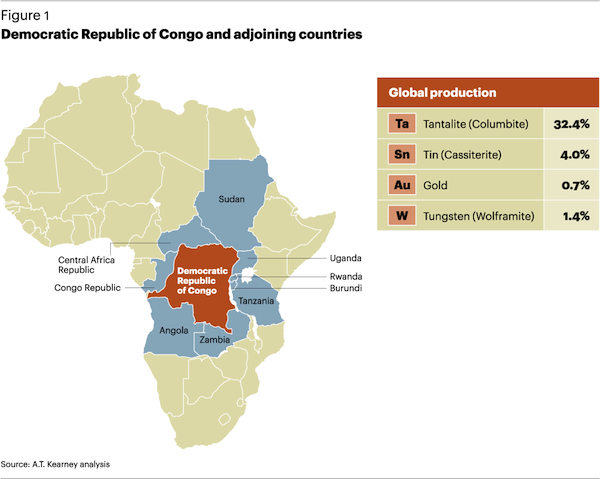 Figure 1
Democratic Republic of Congo and adjoining countries
Global production
Ta Tantalite (Columbite) 32.4%
Sn Tin (Cassiterite) 4.0%
Au Gold 0.7%
W Tungsten (Wolframite) 1.4%
Sudan
Central Africa
Republic
Congo Republic
Democratic
Republic
of Congo
Uganda
Rwanda
Burundi
Tanzania
Angola
Zambia
Source: A.T. Kearney analysis